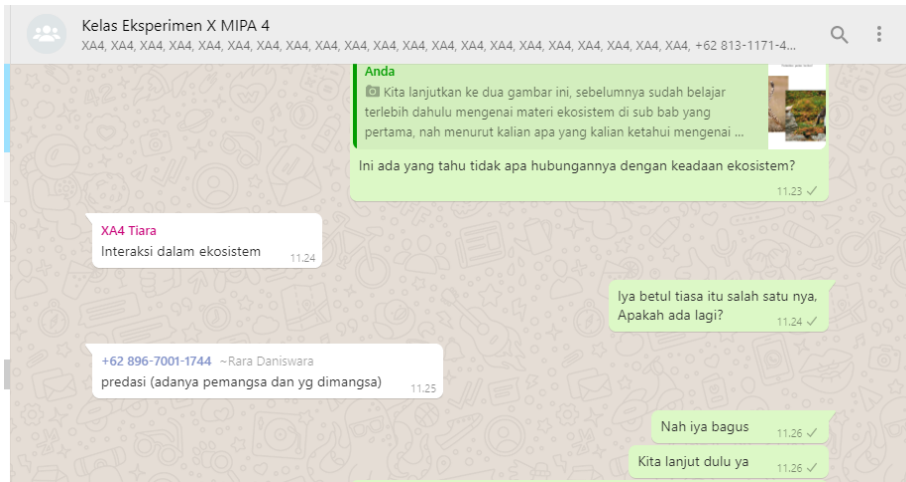 Kelas Eksperimen X MIPA 4
XA4, XA4, XA4, XA4, XA4, XA4, XA4, XA4, XA4, XA4, XA4, XA4, XA4, XA4, XA4, XA4, XA4, XA4, XA4, XA4, XA4, +62 813-1171-4...
Anda
Kita lanjutkan ke dua gambar ini, sebelumnya sudah belajar
terlebih dahulu mengenai materi ekosistem di sub bab yang
pertama, nah menurut kalian apa yang kalian ketahui mengenai ...
Ini ada yang tahu tidak apa hubungannya dengan keadaan ekosistem?
11.23
XA4 Tiara
Interaksi dalam ekosistem 11.24
Iya betul tiasa itu salah satu nya,
Apakah ada lagi? 11.24
+62 896-7001-1744 ~Rara Daniswara
predasi (adanya pemangsa dan yg dimangsa) 11.25
Nah iya bagus 11.26
Kita lanjut dulu ya 11.26